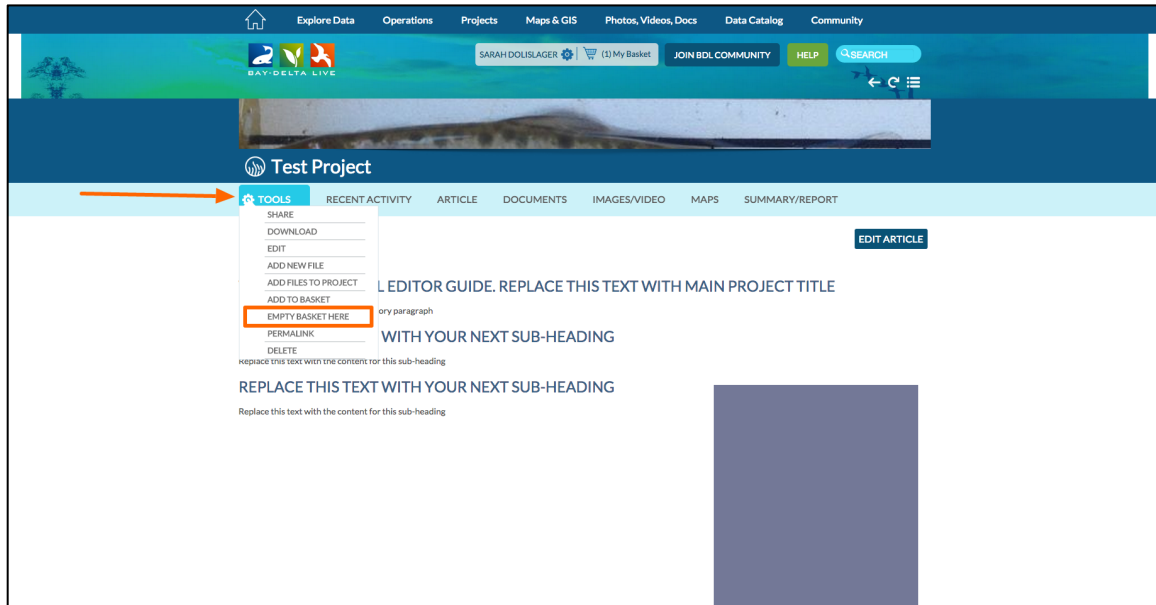 Explore Data Operations Projects Maps & GIS Photos, Videos, Docs Data Catalog Community
BAY-DELTA LIVE
SARAH DOLISLAGER (1) My Basket JOIN BDL COMMUNITY HELP SEARCH
Test Project
TOOLS RECENT ACTIVITY ARTICLE DOCUMENTS IMAGES/VIDEO MAPS SUMMARY/REPORT
SHARE
DOWNLOAD
EDIT
ADD NEW FILE
ADD FILES TO PROJECT
ADD TO BASKET
EMPTY BASKET HERE
PERMALINK
DELETE
EDIT ARTICLE
L EDITOR GUIDE. REPLACE THIS TEXT WITH MAIN PROJECT TITLE
ory paragraph
WITH YOUR NEXT SUB-HEADING
Replace this text with the content for this sub-heading
REPLACE THIS TEXT WITH YOUR NEXT SUB-HEADING
Replace this text with the content for this sub-heading